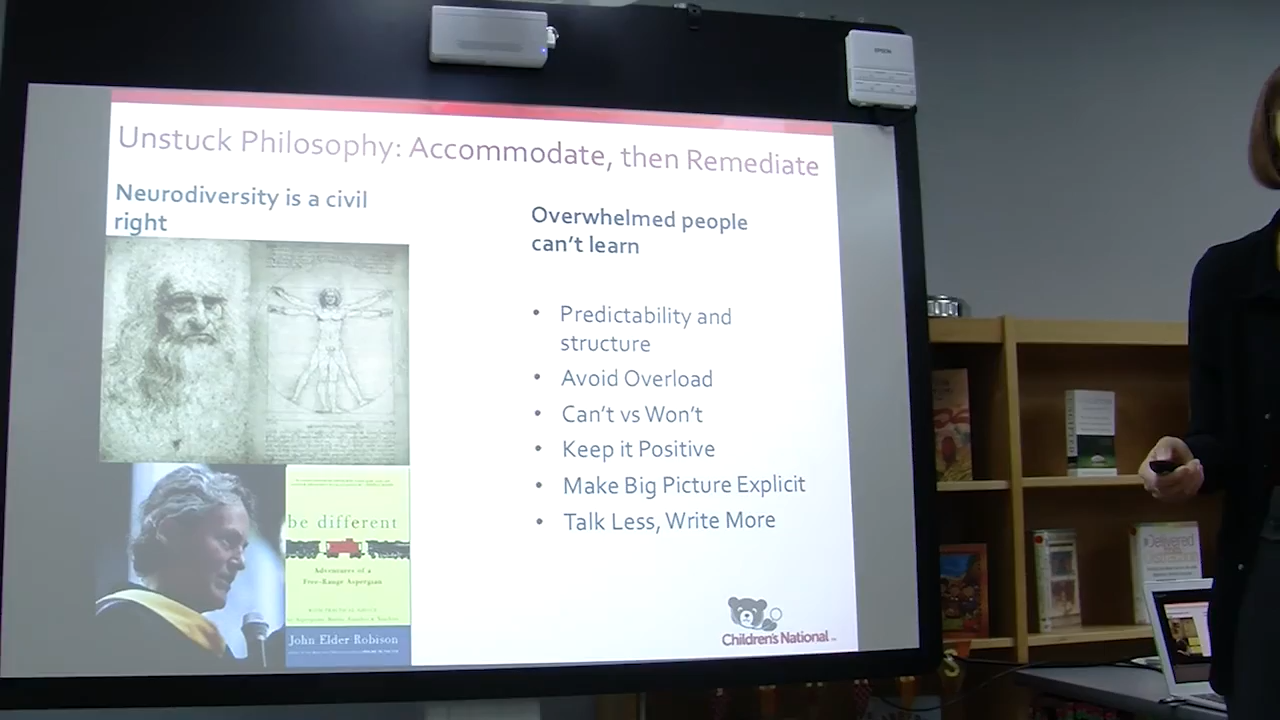 EPSON
Unstuck Philosophy: Accommodate, then Remediate
Neurodiversity is a civil
right
Overwhelmed people
can't learn
• Predictability and
structure
• Avoid Overload
• Can't vs Won't
• Keep it Positive
• Make Big Picture Explicit
• Talk Less, Write More
be different
Adventures of a
Free-Range Aspergian
John Elder Robison
Children's National
Delivered